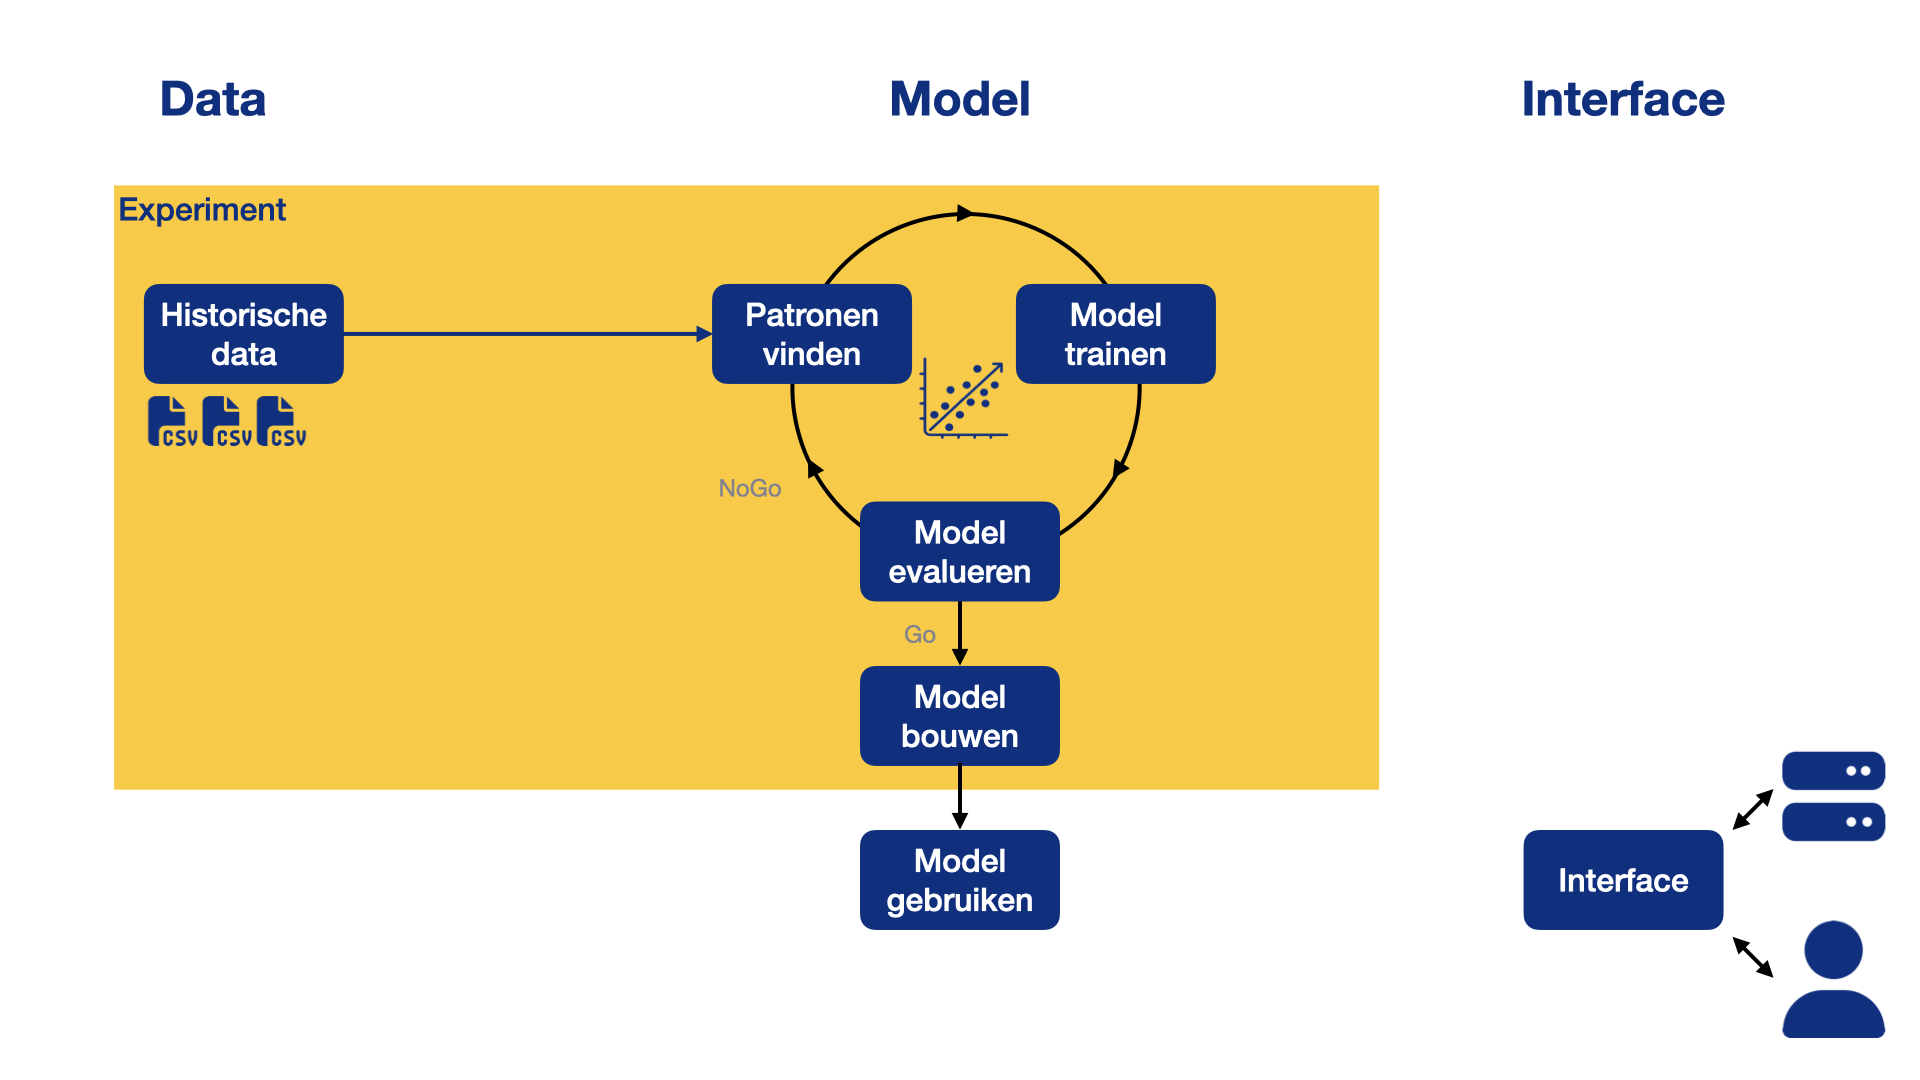 Data
Model
Interface
Experiment
Historische
data
CSV CSV CSV
Patronen
vinden
Model
trainen
NoGo
Model
evalueren
Go
Model
bouwen
Model
gebruiken
Interface